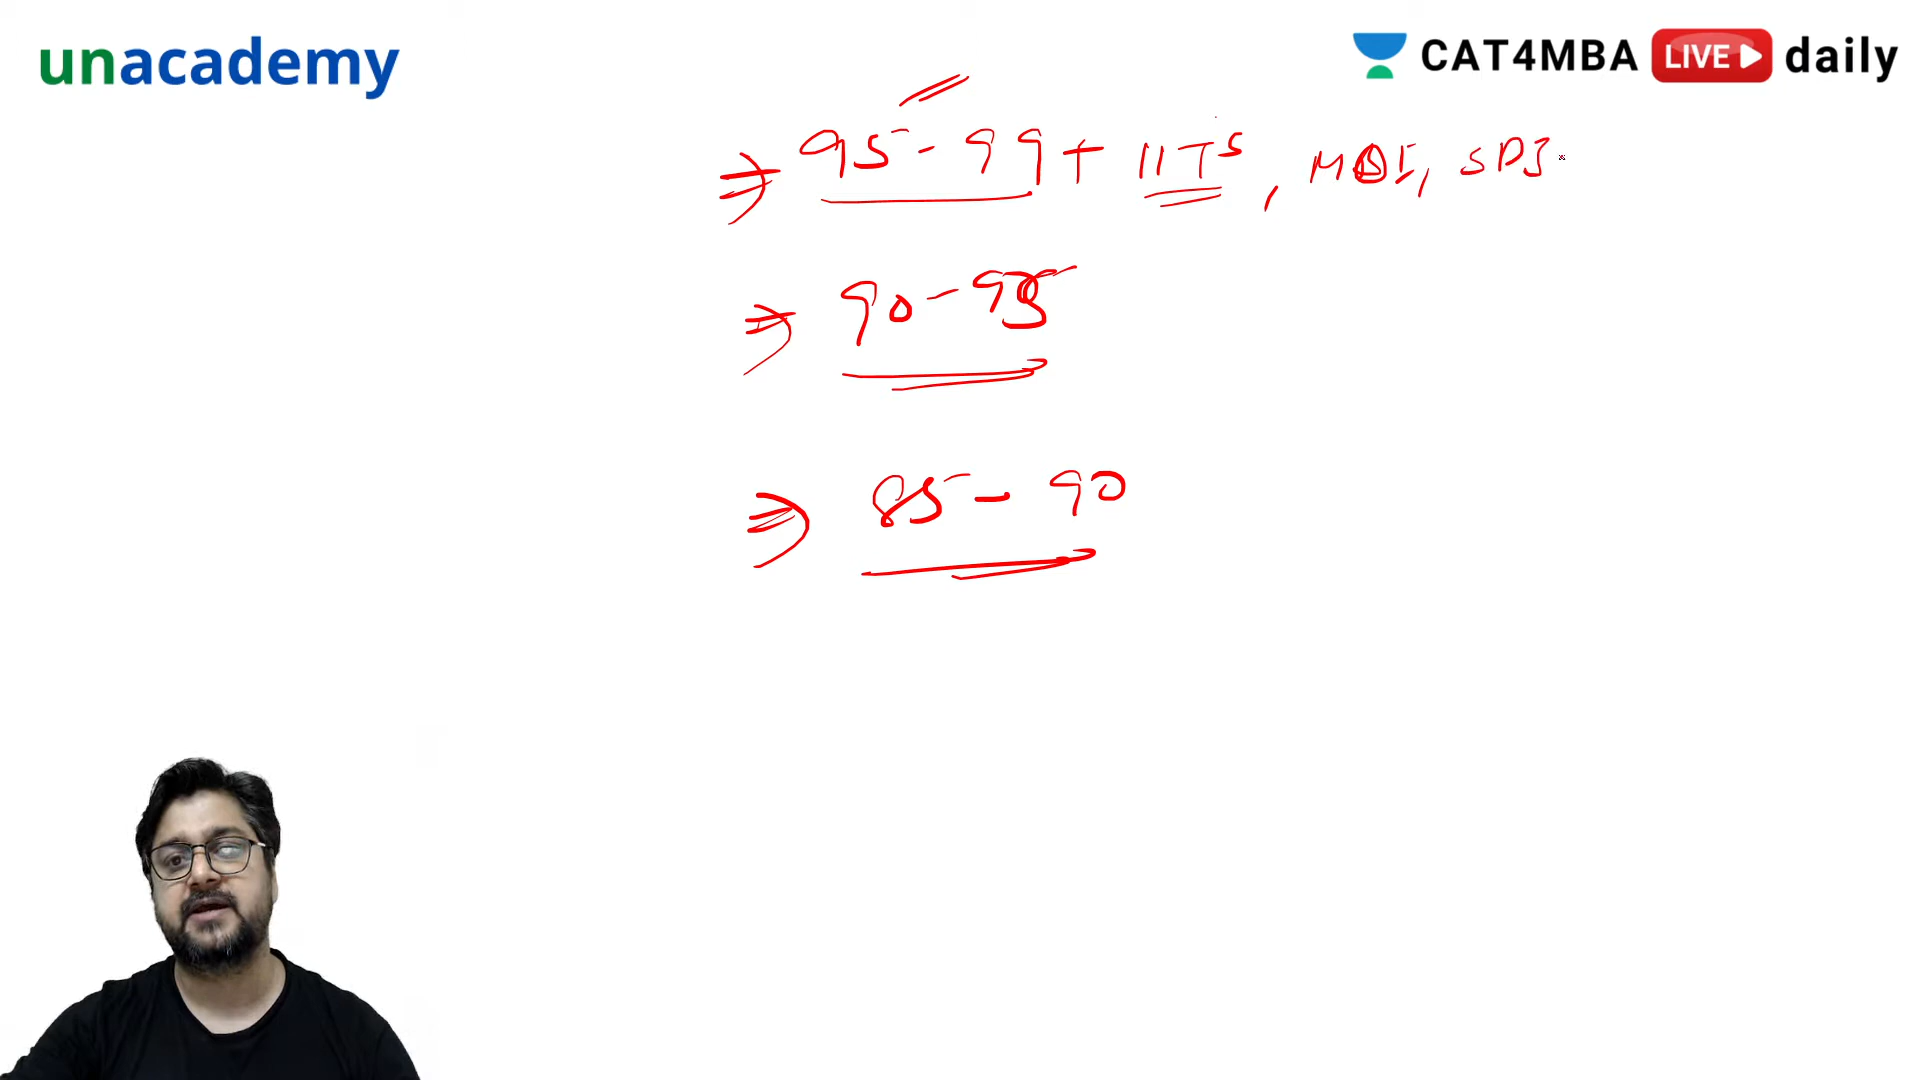 unacademy
CAT4MBA LIVE daily
⇒ 95 - 99+ IITS, MDI, SPJ
⇒ 90 - 95
⇒ 85 - 90